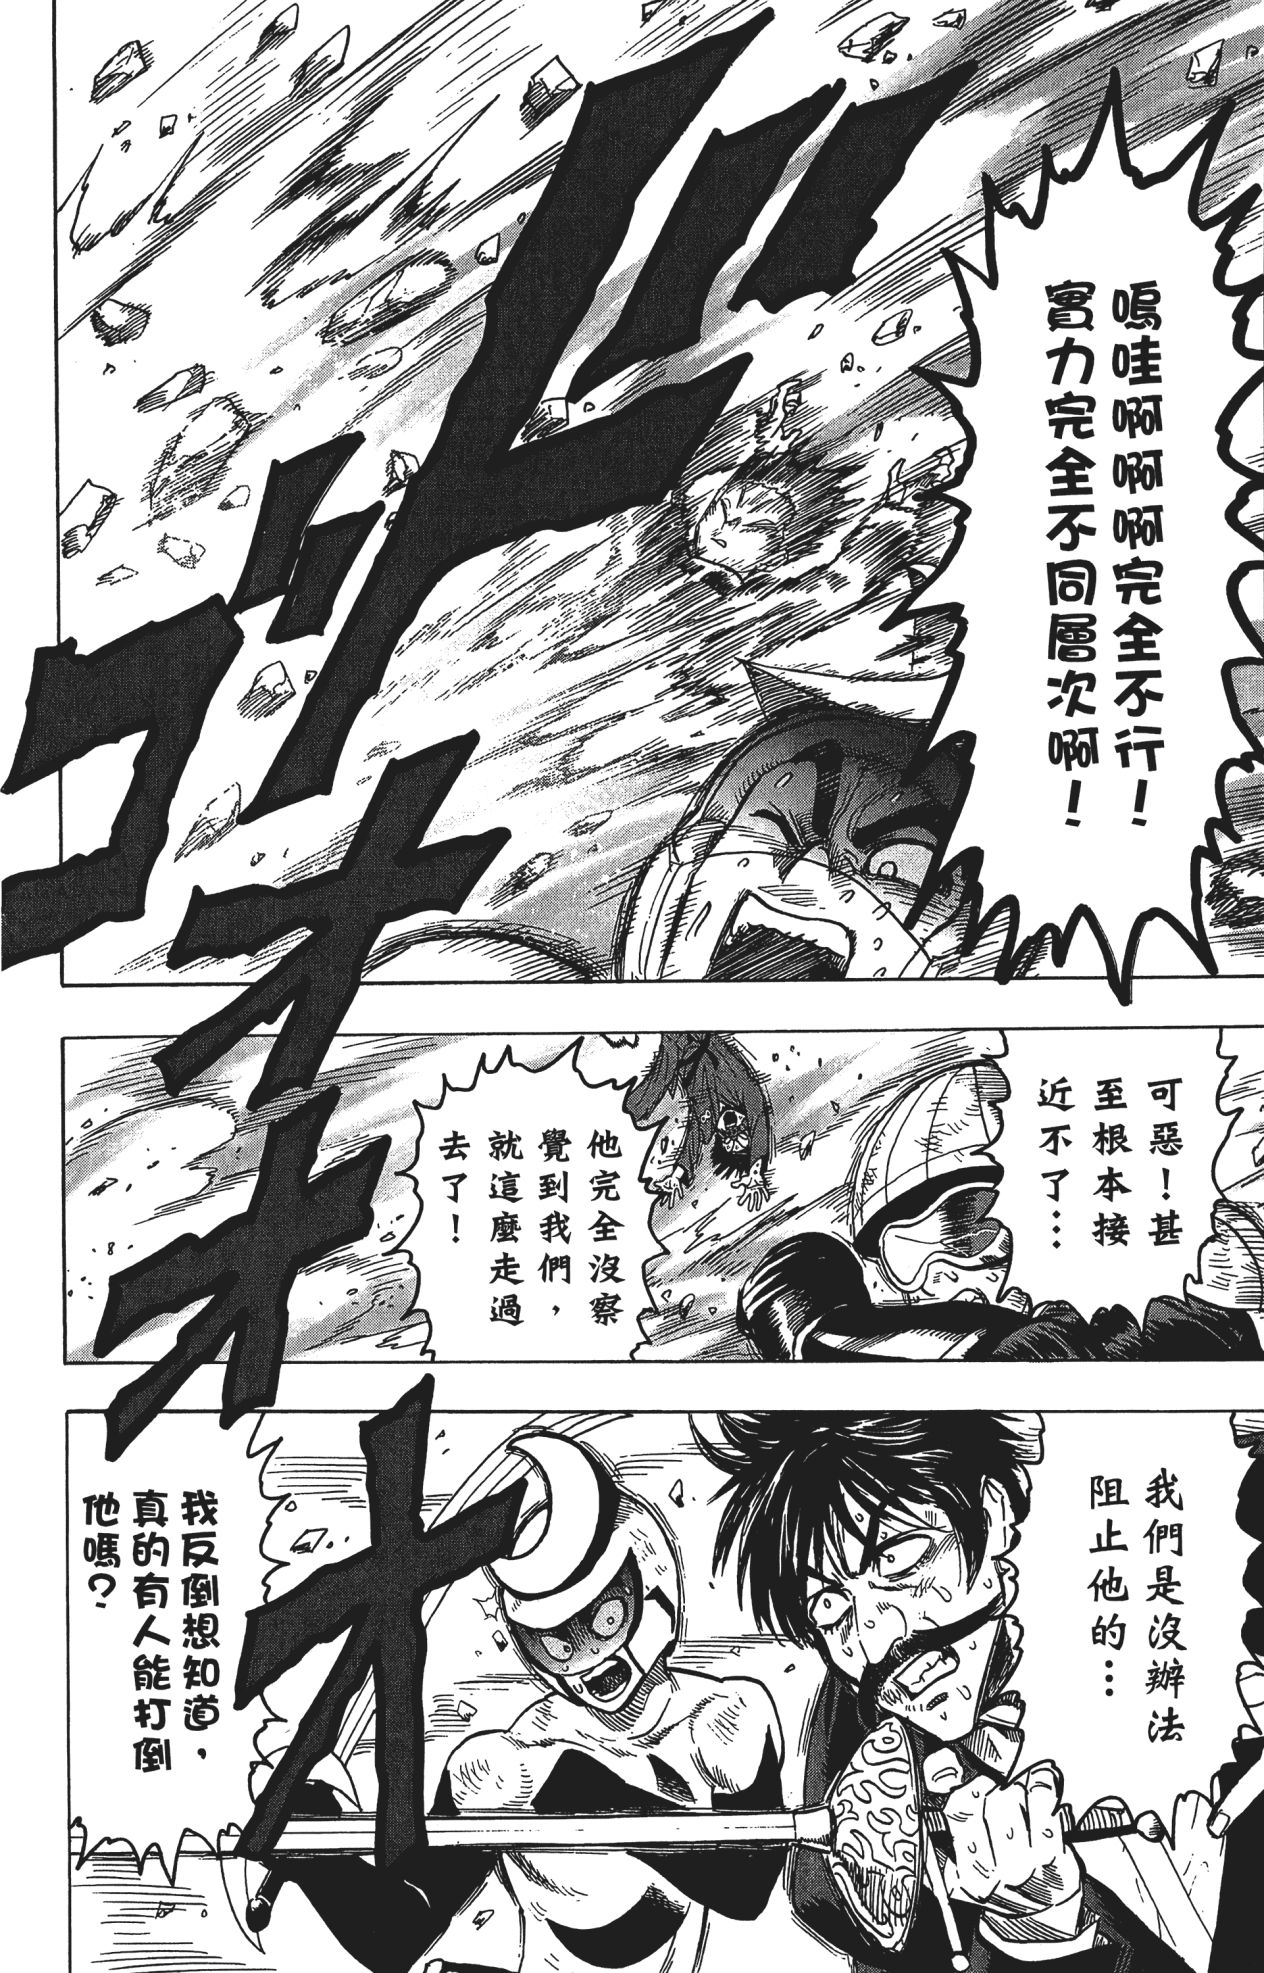 嗚哇啊啊啊完全不行！
實力完全不同層次啊！
可惡！甚
至根本接
近不了…
他完全沒察
覺到我們，
就這麼走過
去了！
我們是沒辦法
阻止他的…
我反倒想知道，
真的有人能打倒
他嗎？
ドゴオオオ